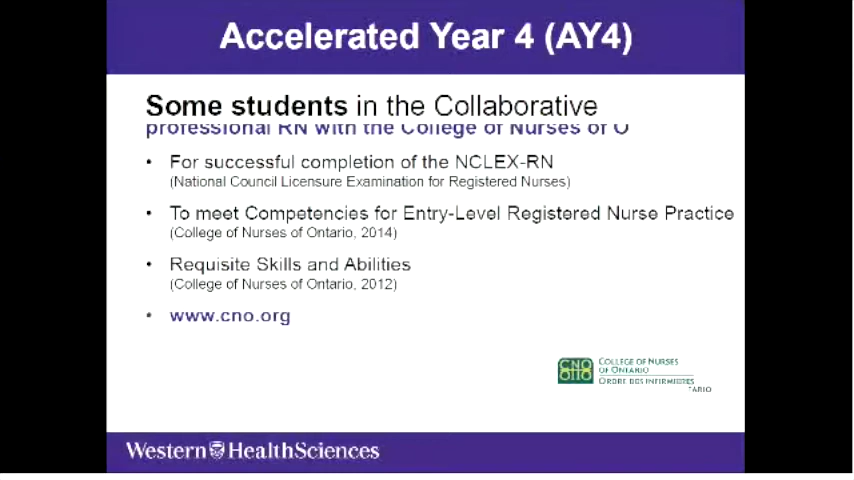 Accelerated Year 4 (AY4)
Some students in the Collaborative
professional RN with the College of Nurses of O
• For successful completion of the NCLEX-RN
(National Council Licensure Examination for Registered Nurses)
• To meet Competencies for Entry-Level Registered Nurse Practice
(College of Nurses of Ontario, 2014)
• Requisite Skills and Abilities
(College of Nurses of Ontario, 2012)
• www.cno.org
CNO
OIIO
COLLEGE OF NURSES
OF ONTARIO
ORDRE DES INFIRMIÈRES
TARIO
Western HealthSciences